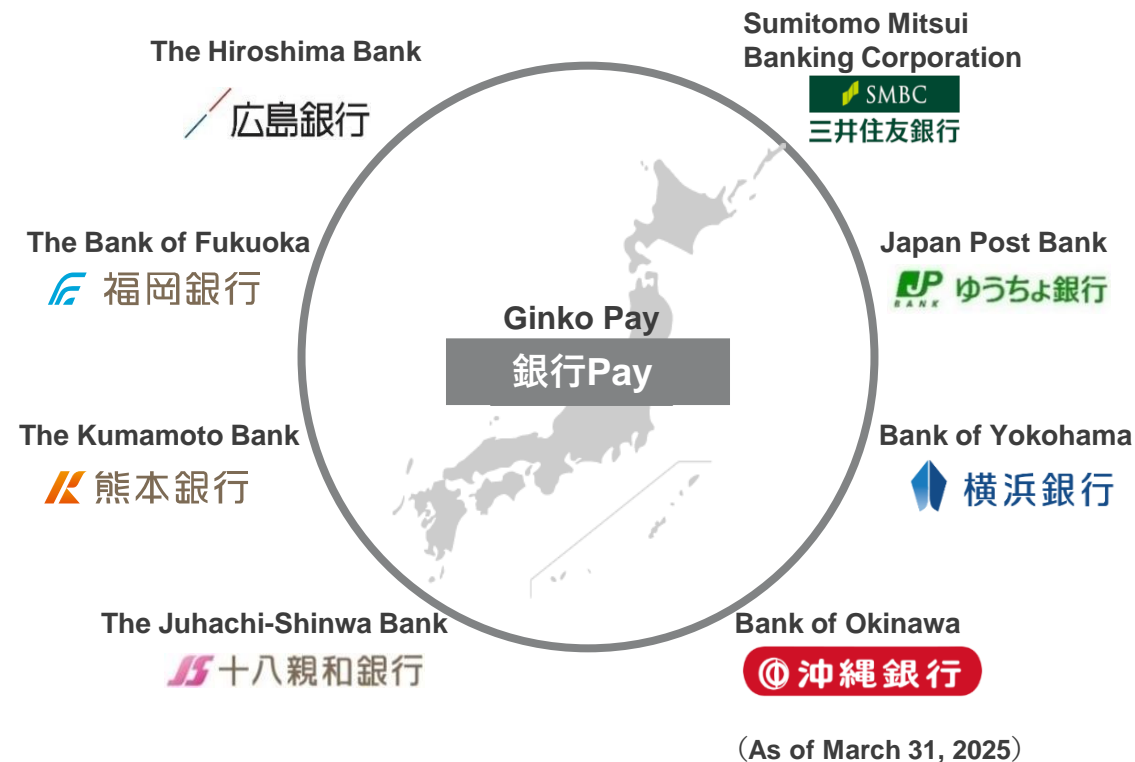 The Hiroshima Bank
広島銀行
Sumitomo Mitsui
Banking Corporation
SMBC
三井住友銀行
The Bank of Fukuoka
福岡銀行
Japan Post Bank
JP
BANK
ゆうちょ銀行
Ginko Pay
銀行Pay
The Kumamoto Bank
熊本銀行
Bank of Yokohama
横浜銀行
The Juhachi-Shinwa Bank
十八親和銀行
Bank of Okinawa
沖縄銀行
（As of March 31, 2025）